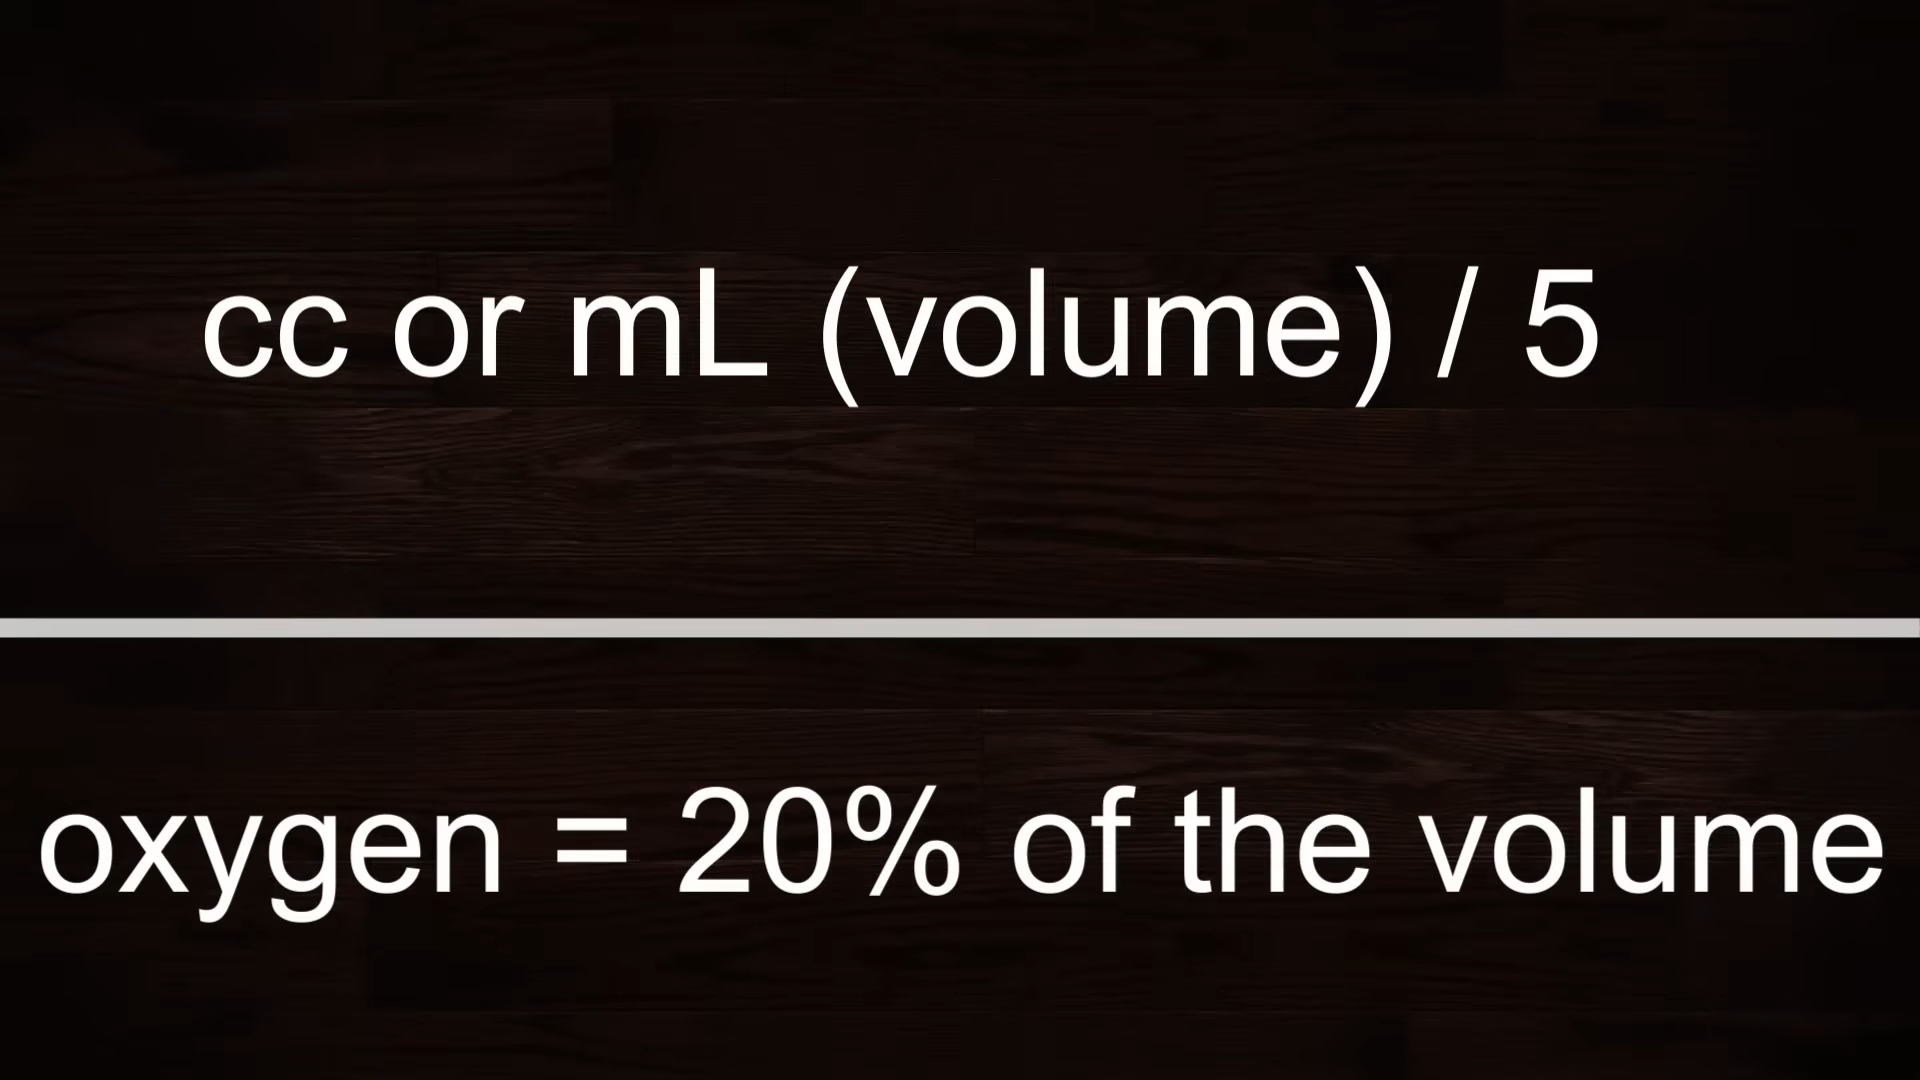 cc or mL (volume) / 5
oxygen = 20% of the volume